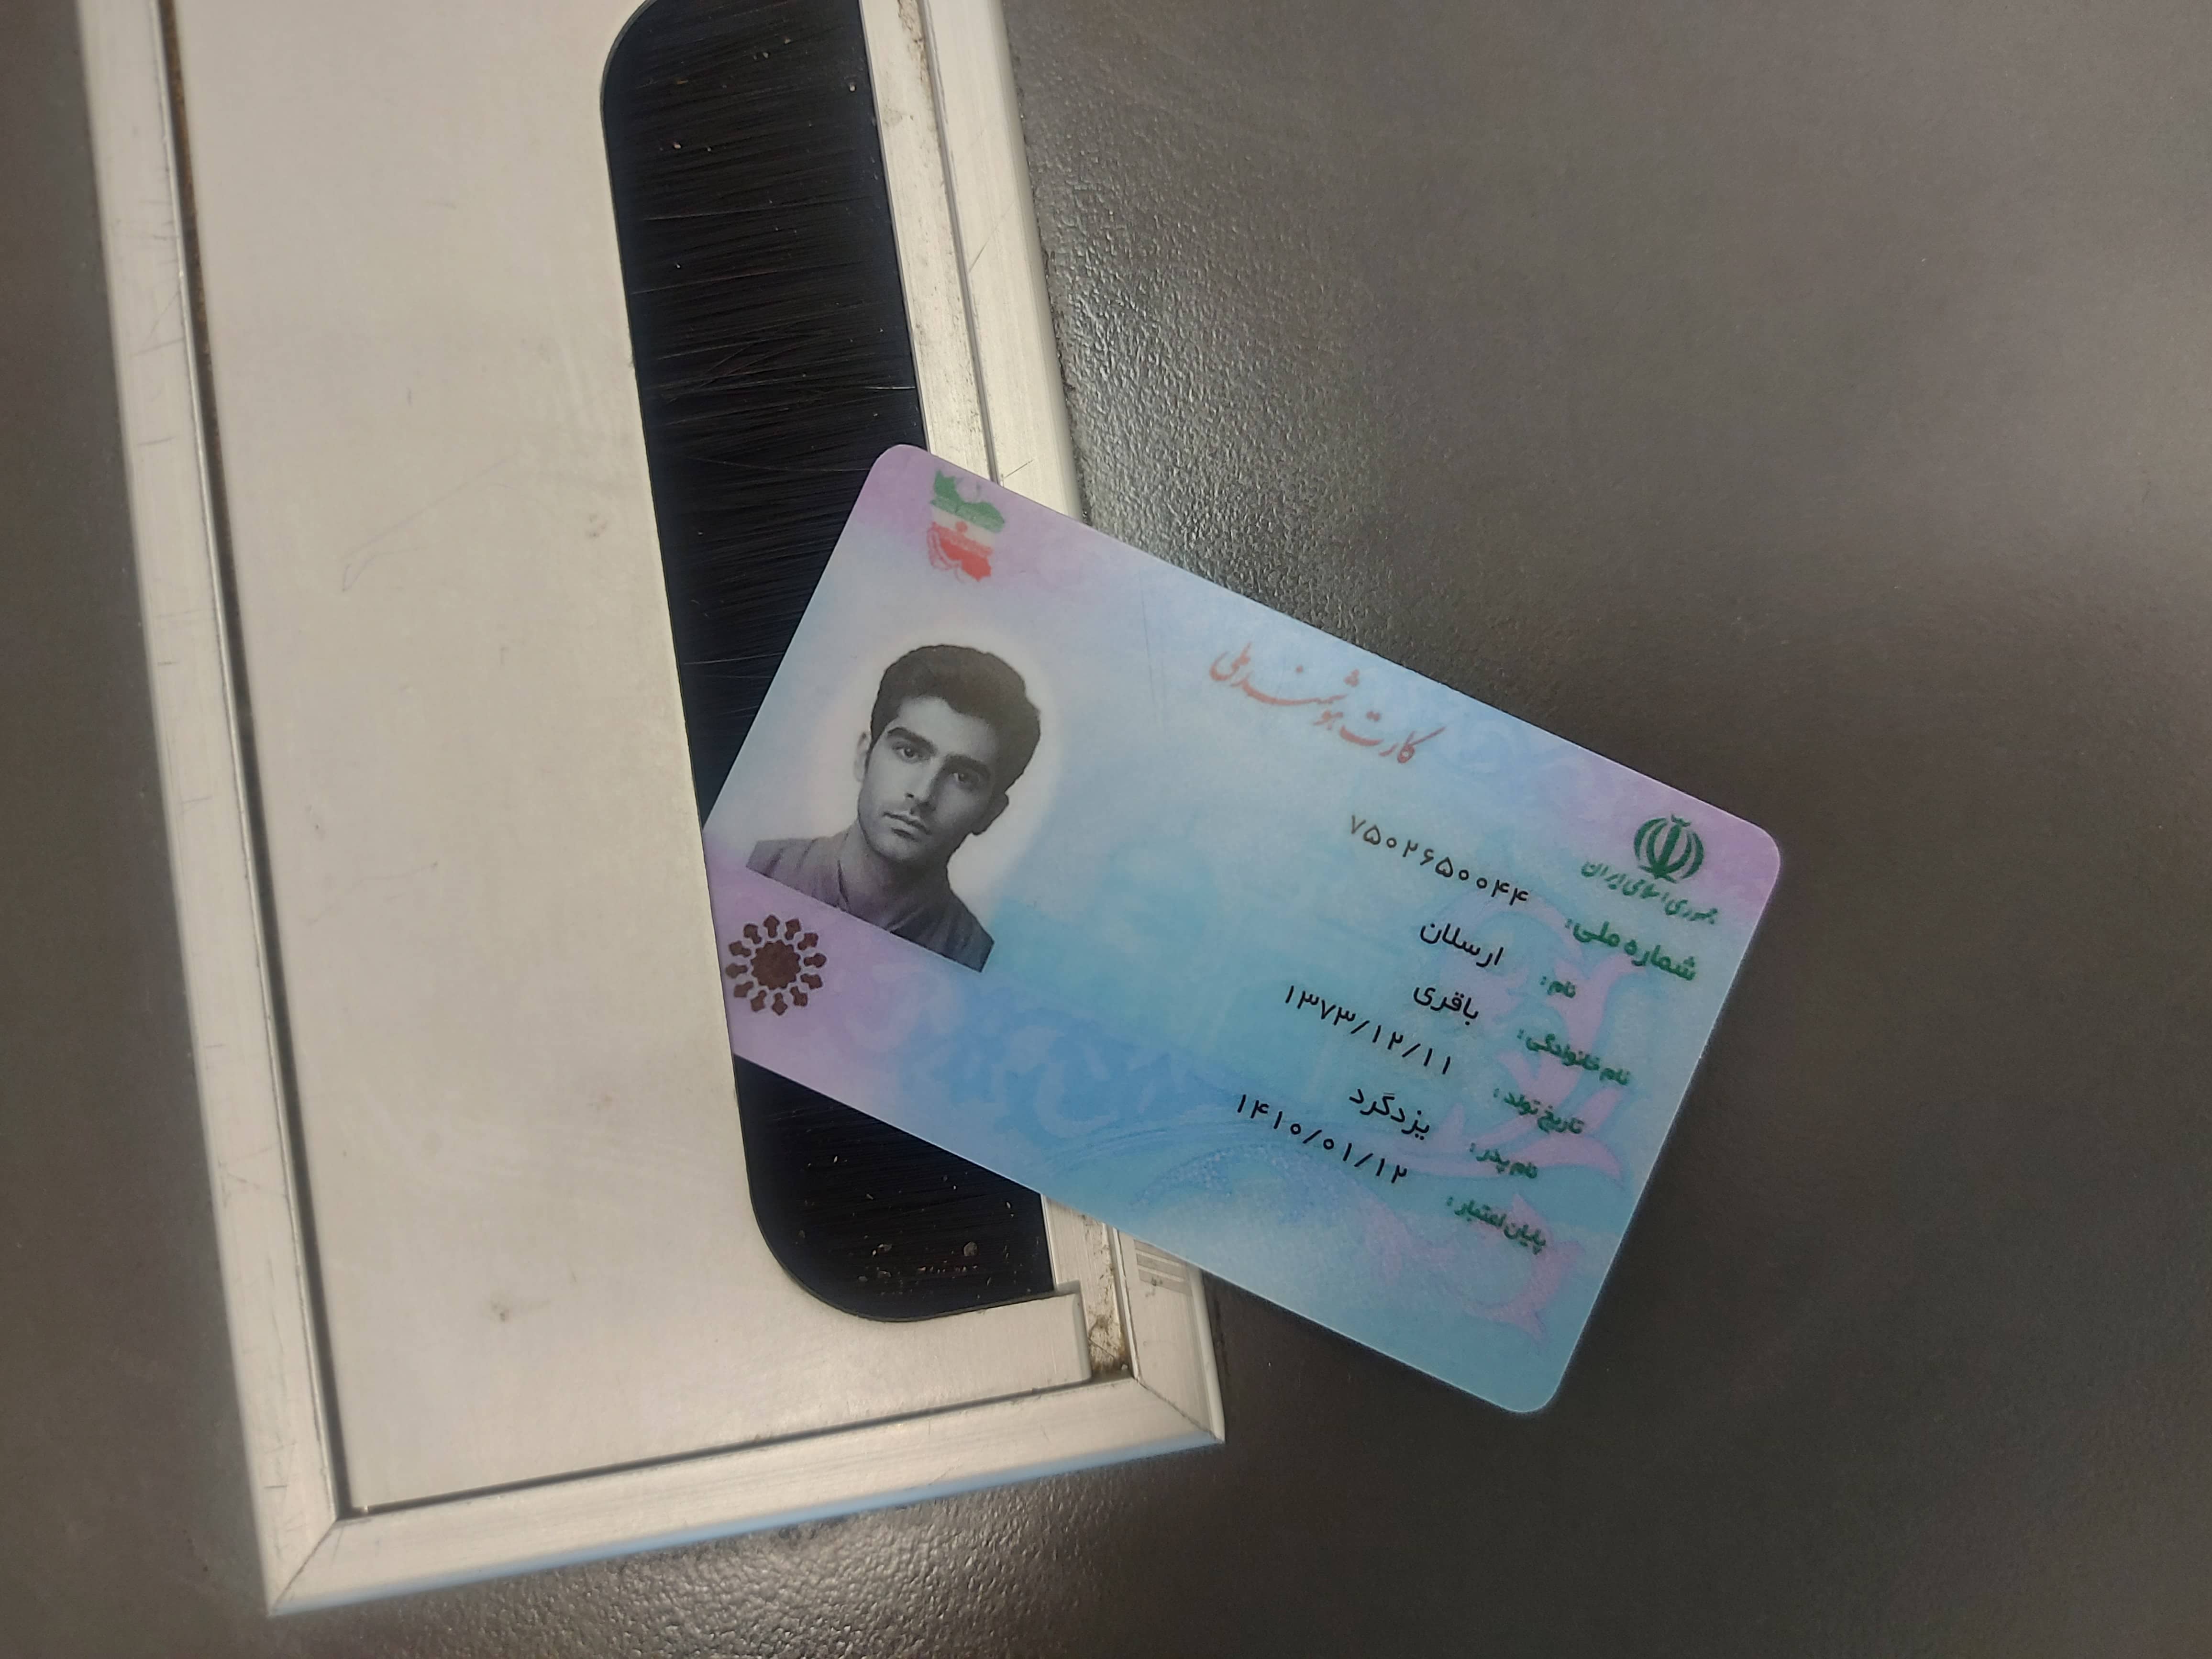 کارت هوشمند ملی
جمهوری اسلامی ایران
شماره ملی: ۷۵۰۲۶۵۰۰۴۴
نام: ارسلان
نام خانوادگی: باقری
تاریخ تولد: ۱۳۷۳/۱۲/۱۱
نام پدر: یزدگرد
پایان اعتبار: ۱۴۱۰/۰۱/۱۲